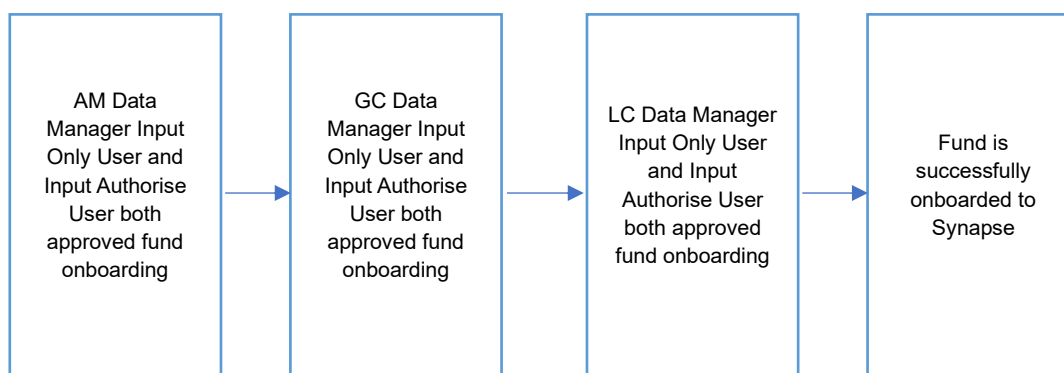 AM Data
Manager Input
Only User and
Input Authorise
User both
approved fund
onboarding
GC Data
Manager Input
Only User and
Input Authorise
User both
approved fund
onboarding
LC Data Manager
Input Only User
and Input
Authorise User
both approved
fund onboarding
Fund is
successfully
onboarded to
Synapse